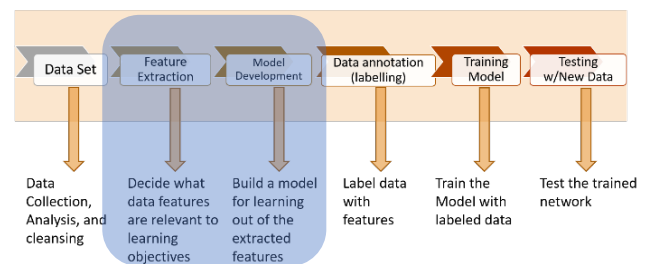 Data Set
Feature
Extraction
Model
Development
Data annotation
(labelling)
Training
Model
Testing
w/New Data
Data
Collection,
Analysis, and
cleansing
Decide what
data features
are relevant to
learning
objectives
Build a model
for learning
out of the
extracted
features
Label data
with
features
Train the
Model with
labeled data
Test the trained
network